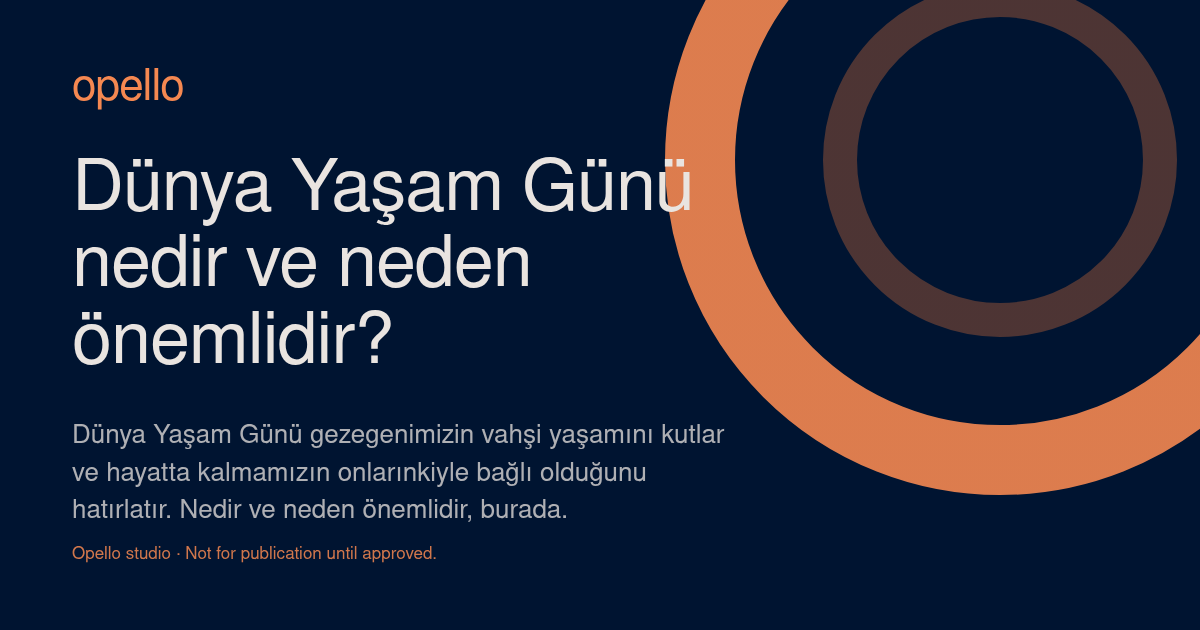 opello
Dünya Yaşam Günü
nedir ve neden
önemlidir?
Dünya Yaşam Günü gezegenimizin vahşi yaşamını kutlar
ve hayatta kalmamızın onlarınkiyle bağlı olduğunu
hatırlatır. Nedir ve neden önemlidir, burada.
Opello studio · Not for publication until approved.